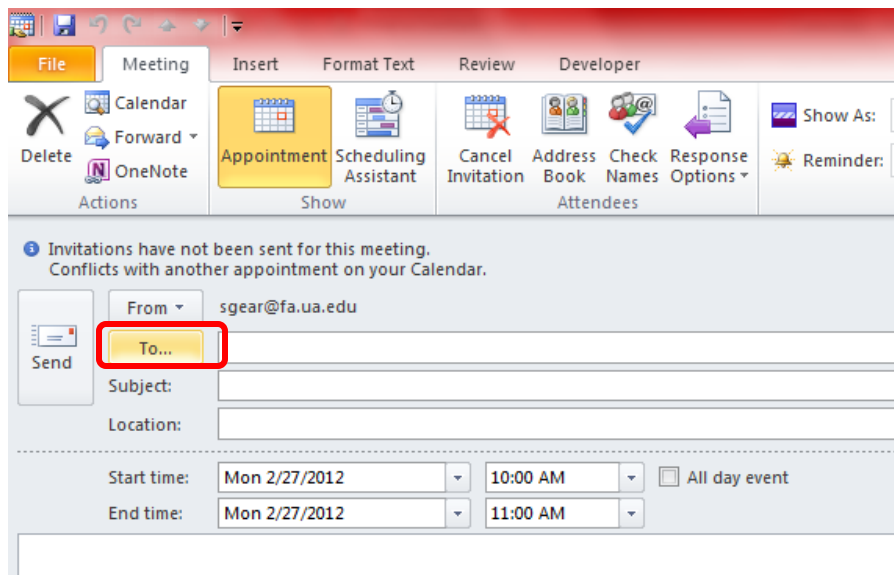 File Meeting Insert Format Text Review Developer
Delete
Calendar
Forward
OneNote
Actions
Appointment
Scheduling
Assistant
Show
Cancel
Invitation
Address
Book
Check
Names
Response
Options
Attendees
Show As:
Reminder:
Invitations have not been sent for this meeting.
Conflicts with another appointment on your Calendar.
Send
From sgear@fa.ua.edu
To...
Subject:
Location:
Start time: Mon 2/27/2012 10:00 AM All day event
End time: Mon 2/27/2012 11:00 AM